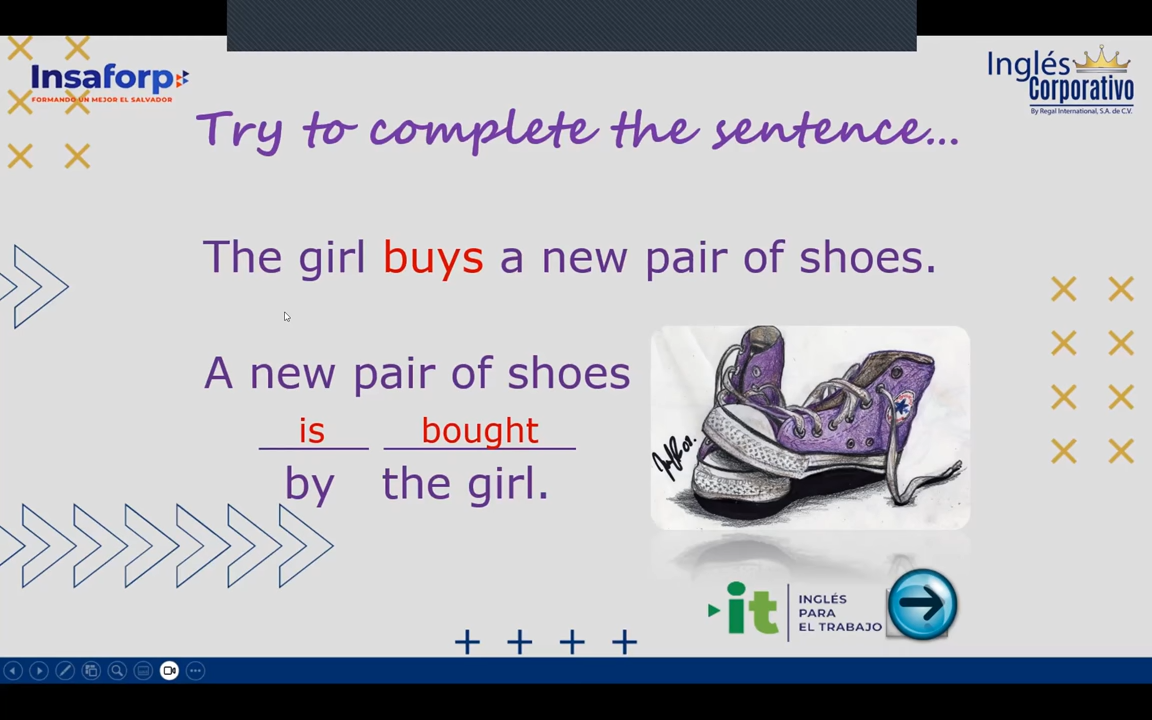 Insaforp
FORMANDO UN MEJOR EL SALVADOR
Inglés
Corporativo
By Regal International, S.A. de C.V.
Try to complete the sentence...
The girl buys a new pair of shoes.
A new pair of shoes
is bought
by the girl.
it
INGLÉS
PARA
EL TRABAJO